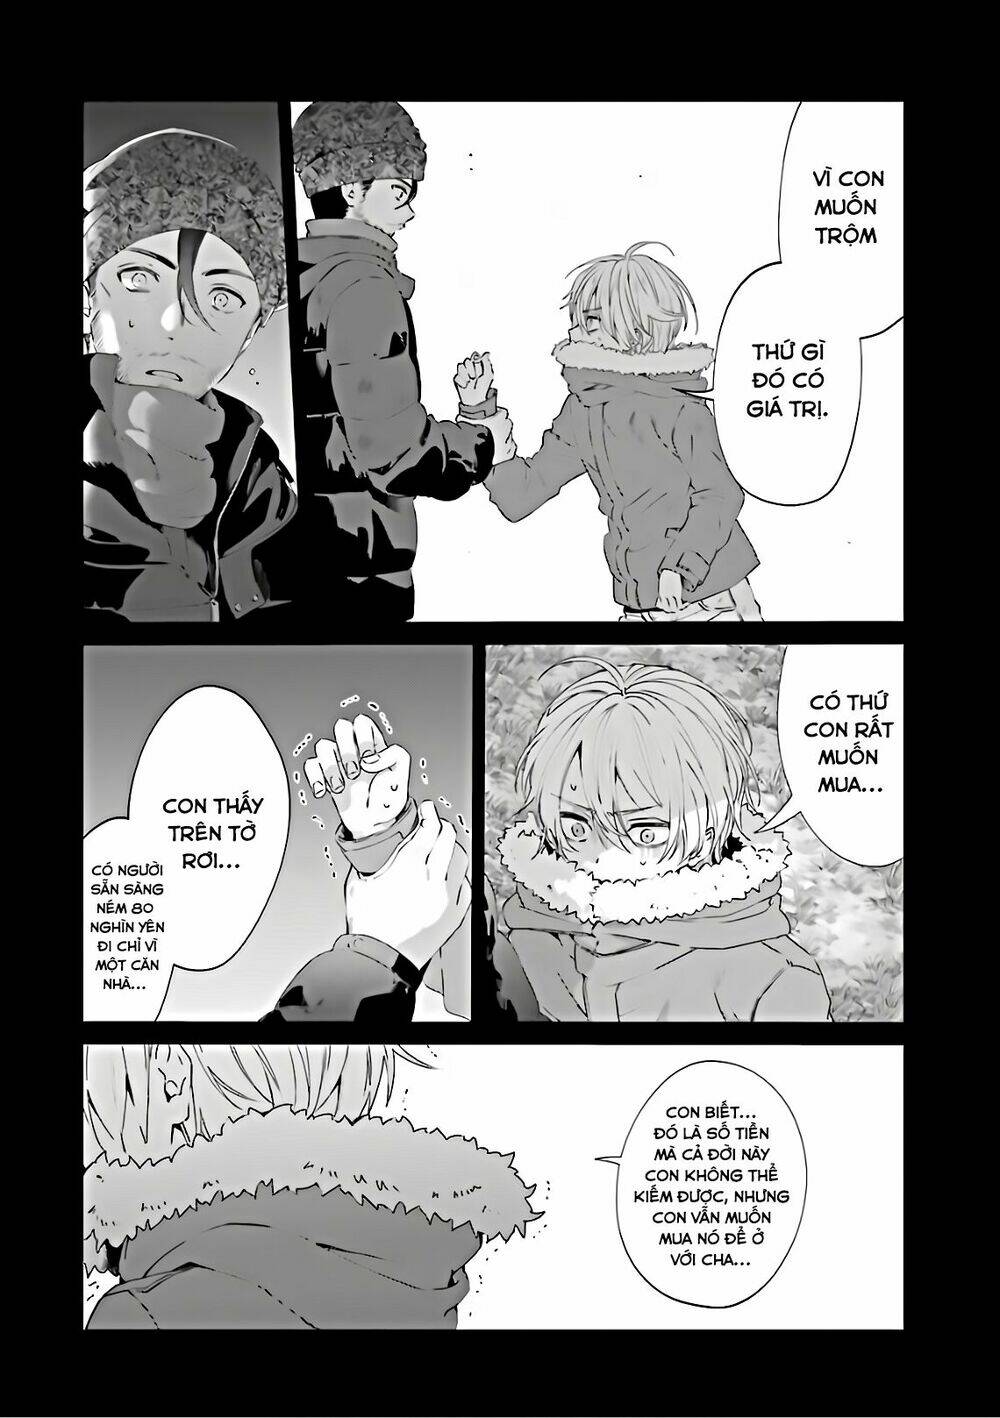 VÌ CON
MUỐN
TRỘM
THỨ GÌ
ĐÓ CÓ
GIÁ TRỊ.
CÓ THỨ
CON RẤT
MUỐN
MUA...
CON THẤY
TRÊN TỜ
RƠI...
CÓ NGƯỜI
SẴN SÀNG
NÉM 80
NGHÌN YÊN
ĐI CHỈ VÌ
MỘT CĂN
NHÀ...
CON BIẾT...
ĐÓ LÀ SỐ TIỀN
MÀ CẢ ĐỜI NÀY
CON KHÔNG THỂ
KIẾM ĐƯỢC, NHƯNG
CON VẪN MUỐN
MUA NÓ ĐỂ Ở
VỚI CHA...